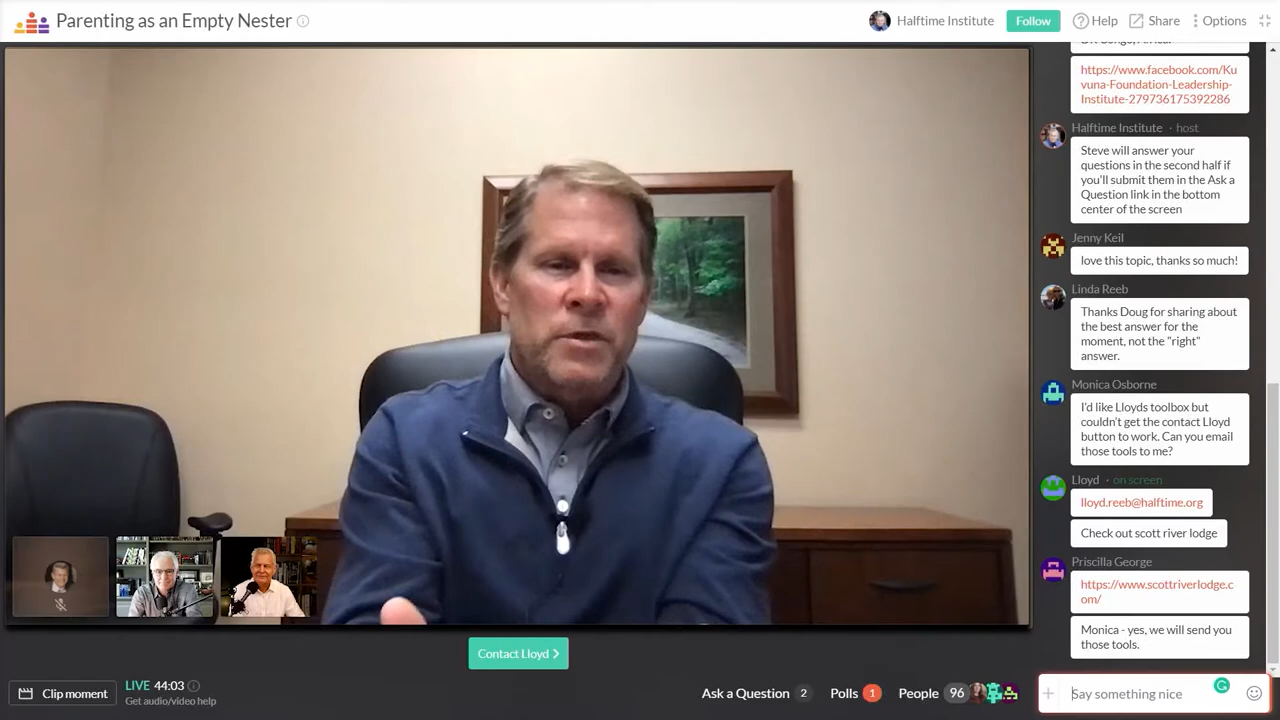 Parenting as an Empty Nester
Halftime Institute
Follow
Help
Share
Options
https://www.facebook.com/Ku
vuna-Foundation-Leadership-
Institute-279736175392286
Halftime Institute · host
Steve will answer your
questions in the second half if
you'll submit them in the Ask a
Question link in the bottom
center of the screen
Jenny Keil
love this topic, thanks so much!
Linda Reeb
Thanks Doug for sharing about
the best answer for the
moment, not the "right"
answer.
Monica Osborne
I'd like Lloyds toolbox but
couldn't get the contact Lloyd
button to work. Can you email
those tools to me?
Lloyd · on screen
lloyd.reeb@halftime.org
Check out scott river lodge
Priscilla George
https://www.scottriverlodge.c
om/
Monica - yes, we will send you
those tools.
Contact Lloyd
Clip moment
LIVE 44:03
Get audio/video help
Ask a Question 2
Polls 1
People 96
Say something nice